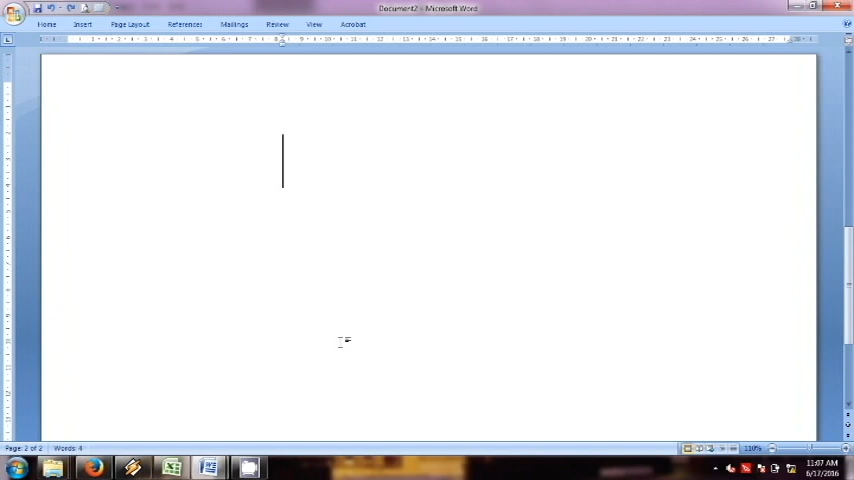 Document2 - Microsoft Word
Home Insert Page Layout References Mailings Review View Acrobat
Page: 2 of 2 Words: 4 110%
11:07 AM
6/17/2016